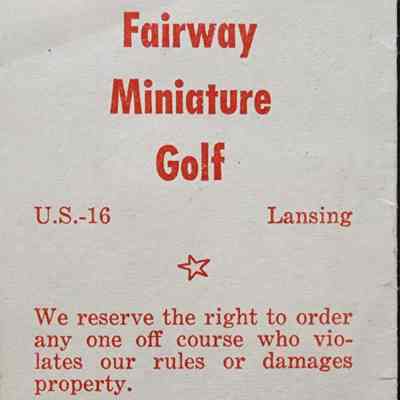 Fairway
Miniature
Golf
U.S.-16 Lansing
We reserve the right to order
any one off course who vio-
lates our rules or damages
property.